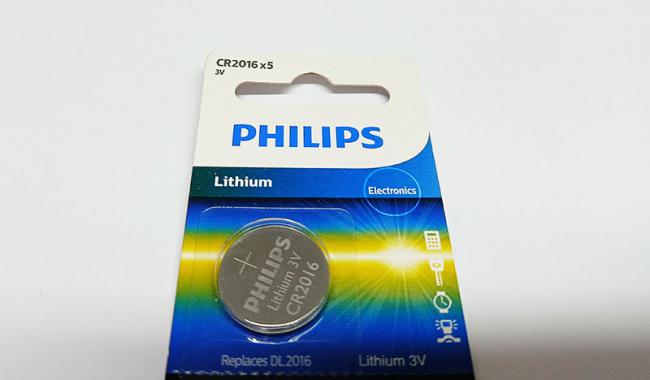 CR2016 x5
3V
PHILIPS
Lithium
Electronics
PHILIPS
Lithium 3V
CR2016
Replaces DL2016
Lithium 3V